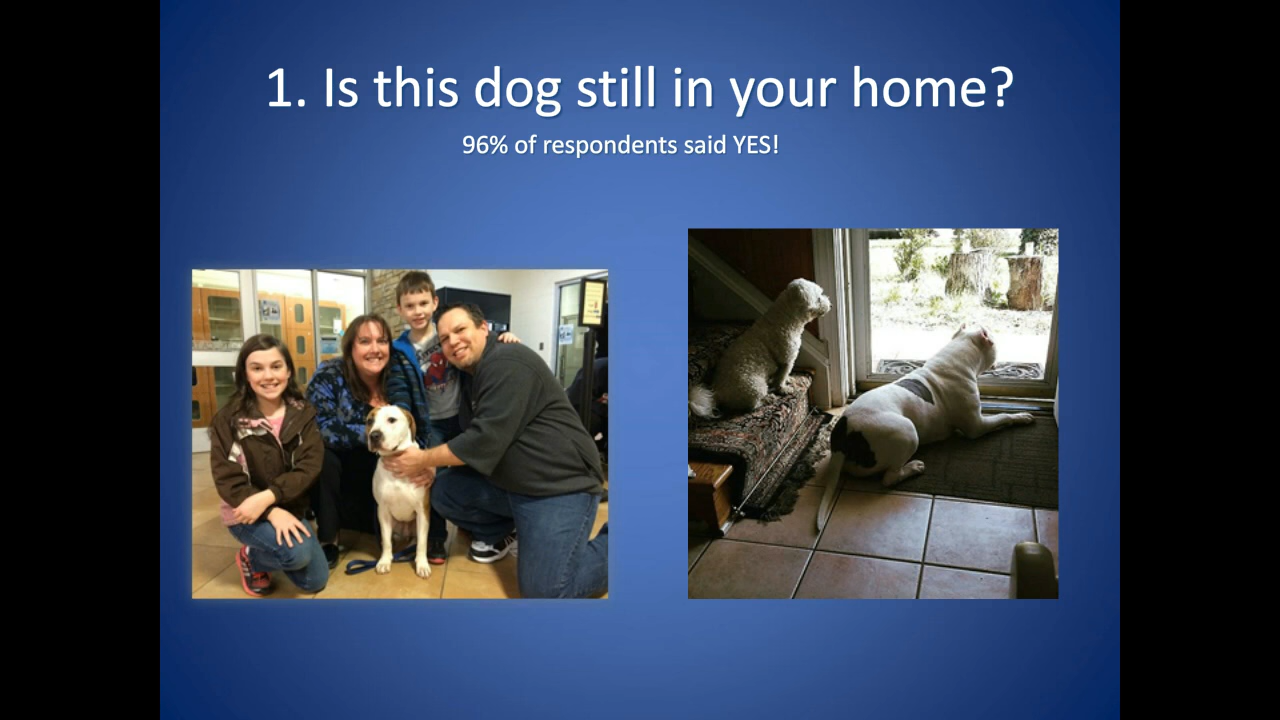 1. Is this dog still in your home?
96% of respondents said YES!